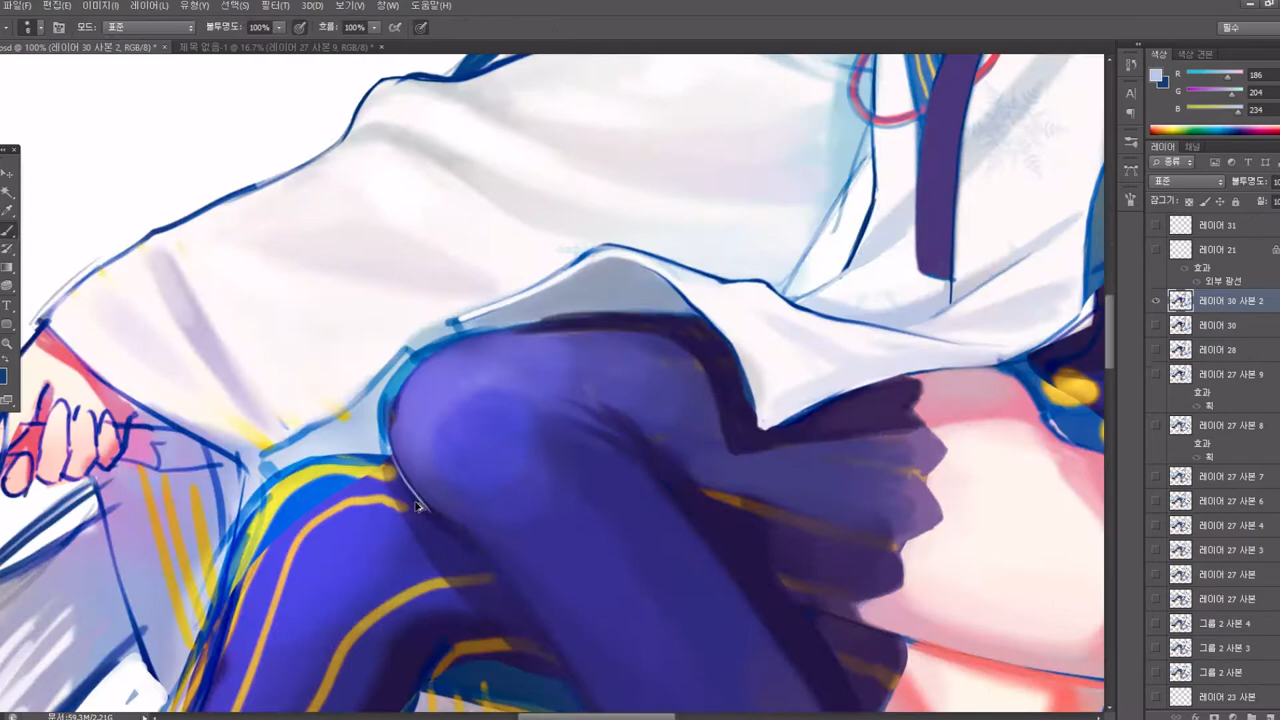 파일(F) 편집(E) 이미지(I) 레이어(L) 유형(Y) 선택(S) 필터(T) 3D(D) 보기(V) 창(W) 도움말(H)
모드: 표준 불투명도: 100% 흐름: 100% 필수
psd @ 100% (레이어 30 사본 2, RGB/8) * × 제목 없음-1 @ 16.7% (레이어 27 사본 9, RGB/8) * ×
색상 색상 견본
R 186
G 204
B 234
레이어 채널
종류
표준 불투명도:
잠그기: 칠:
레이어 31
레이어 21
효과
외부 광선
레이어 30 사본 2
레이어 30
레이어 28
레이어 27 사본 9
효과
획
레이어 27 사본 8
효과
획
레이어 27 사본 7
레이어 27 사본 6
레이어 27 사본 4
레이어 27 사본 3
레이어 27 사본
레이어 27 사본
그룹 2 사본 4
그룹 2 사본 3
그룹 2 사본
레이어 23 사본
문서:59.3M/2.21G